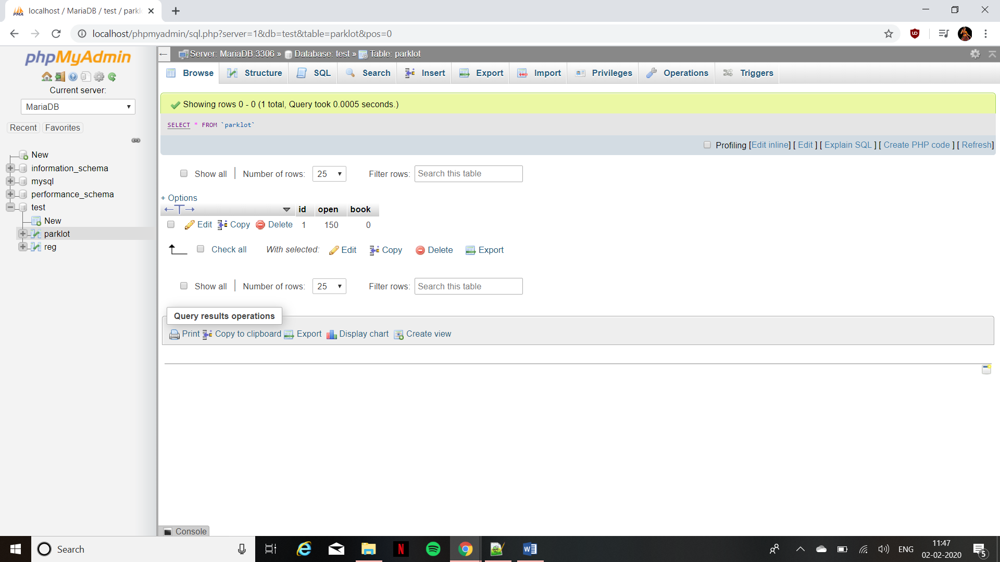 localhost / MariaDB / test / parkl
localhost/phpmyadmin/sql.php?server=1&db=test&table=parklot&pos=0
phpMyAdmin
Current server:
MariaDB
Recent Favorites
New
information_schema
mysql
performance_schema
test
New
parklot
reg
Server: MariaDB:3306 » Database: test » Table: parklot
Browse Structure SQL Search Insert Export Import Privileges Operations Triggers
Showing rows 0 - 0 (1 total, Query took 0.0005 seconds.)
SELECT * FROM `parklot`
Profiling [Edit inline] [ Edit ] [ Explain SQL ] [ Create PHP code ] [ Refresh]
Show all Number of rows: 25 Filter rows: Search this table
+ Options
←T→ id open book
Edit Copy Delete 1 150 0
Check all With selected: Edit Copy Delete Export
Show all Number of rows: 25 Filter rows: Search this table
Query results operations
Print Copy to clipboard Export Display chart Create view
Console
Search
ENG
11:47
02-02-2020
5